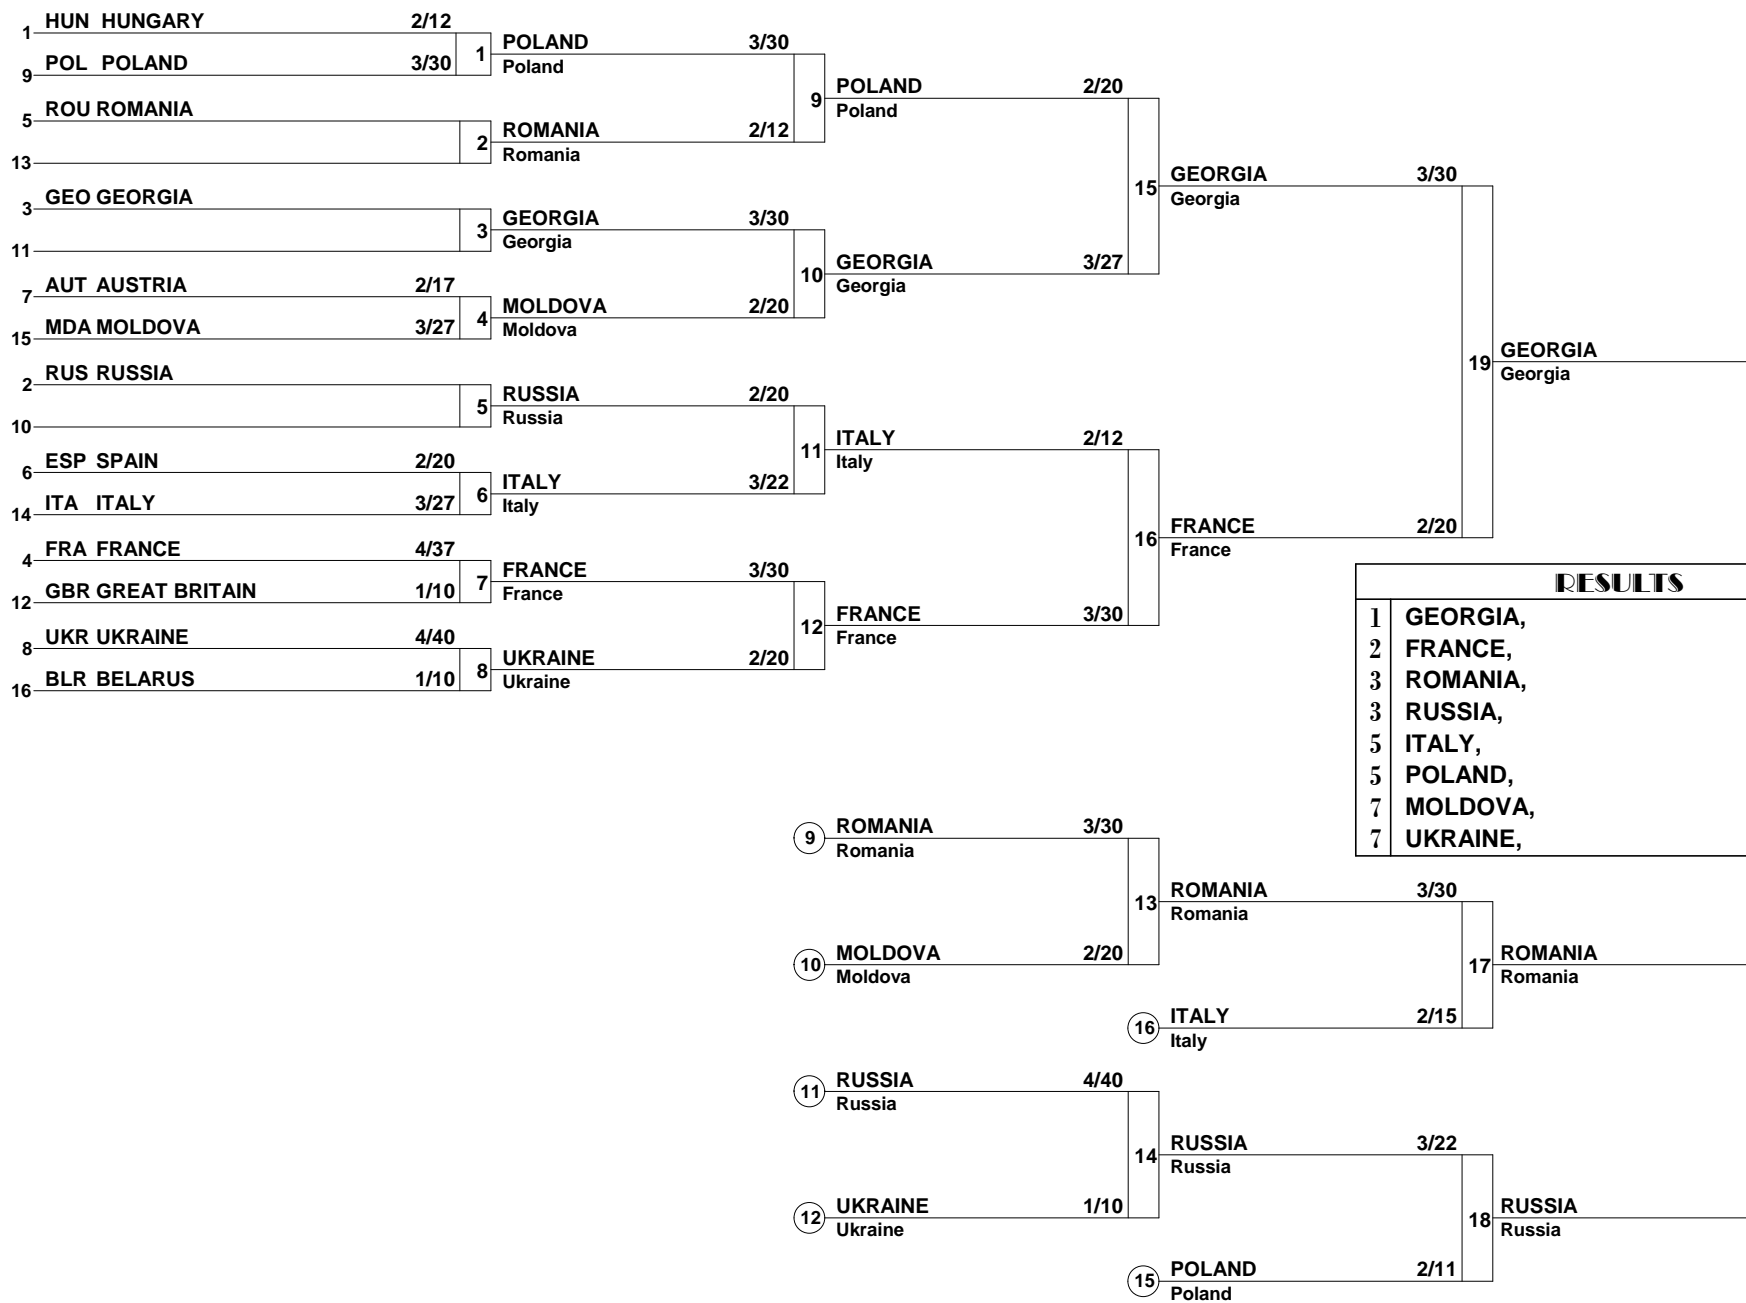 1 HUN HUNGARY 2/12
9 POL POLAND 3/30
1 POLAND 3/30
Poland
5 ROU ROMANIA
13
2 ROMANIA 2/12
Romania
3 GEO GEORGIA
11
3 GEORGIA 3/30
Georgia
7 AUT AUSTRIA 2/17
15 MDA MOLDOVA 3/27
4 MOLDOVA 2/20
Moldova
2 RUS RUSSIA
10
5 RUSSIA 2/20
Russia
6 ESP SPAIN 2/20
14 ITA ITALY 3/27
6 ITALY 3/22
Italy
4 FRA FRANCE 4/37
12 GBR GREAT BRITAIN 1/10
7 FRANCE 3/30
France
8 UKR UKRAINE 4/40
16 BLR BELARUS 1/10
8 UKRAINE 2/20
Ukraine
9 POLAND 2/20
Poland
10 GEORGIA 3/27
Georgia
11 ITALY 2/12
Italy
12 FRANCE 3/30
France
15 GEORGIA 3/30
Georgia
16 FRANCE 2/20
France
19 GEORGIA
Georgia
RESULTS
1 GEORGIA,
2 FRANCE,
3 ROMANIA,
3 RUSSIA,
5 ITALY,
5 POLAND,
7 MOLDOVA,
7 UKRAINE,
9 ROMANIA 3/30
Romania
10 MOLDOVA 2/20
Moldova
13 ROMANIA 3/30
Romania
16 ITALY 2/15
Italy
17 ROMANIA
Romania
11 RUSSIA 4/40
Russia
12 UKRAINE 1/10
Ukraine
14 RUSSIA 3/22
Russia
15 POLAND 2/11
Poland
18 RUSSIA
Russia